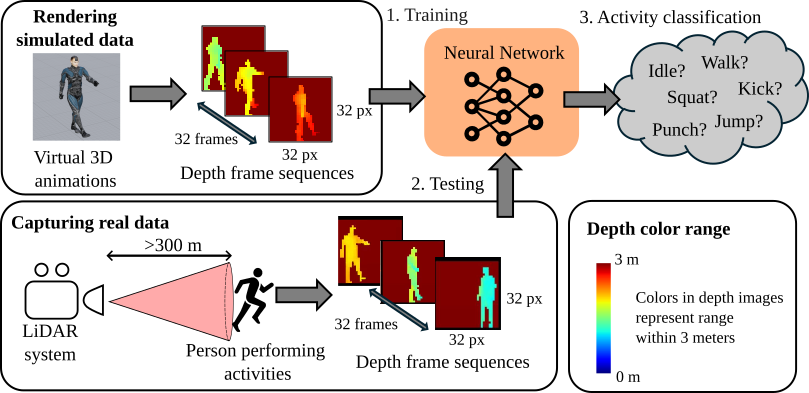 Rendering
simulated data
Virtual 3D
animations
32 frames
32 px
32 px
Depth frame sequences
1. Training
Neural Network
2. Testing
3. Activity classification
Idle?
Walk?
Squat?
Kick?
Punch?
Jump?
Capturing real data
>300 m
LiDAR
system
Person performing
activities
32 frames
32 px
32 px
Depth frame sequences
Depth color range
3 m
Colors in depth images
represent range
within 3 meters
0 m